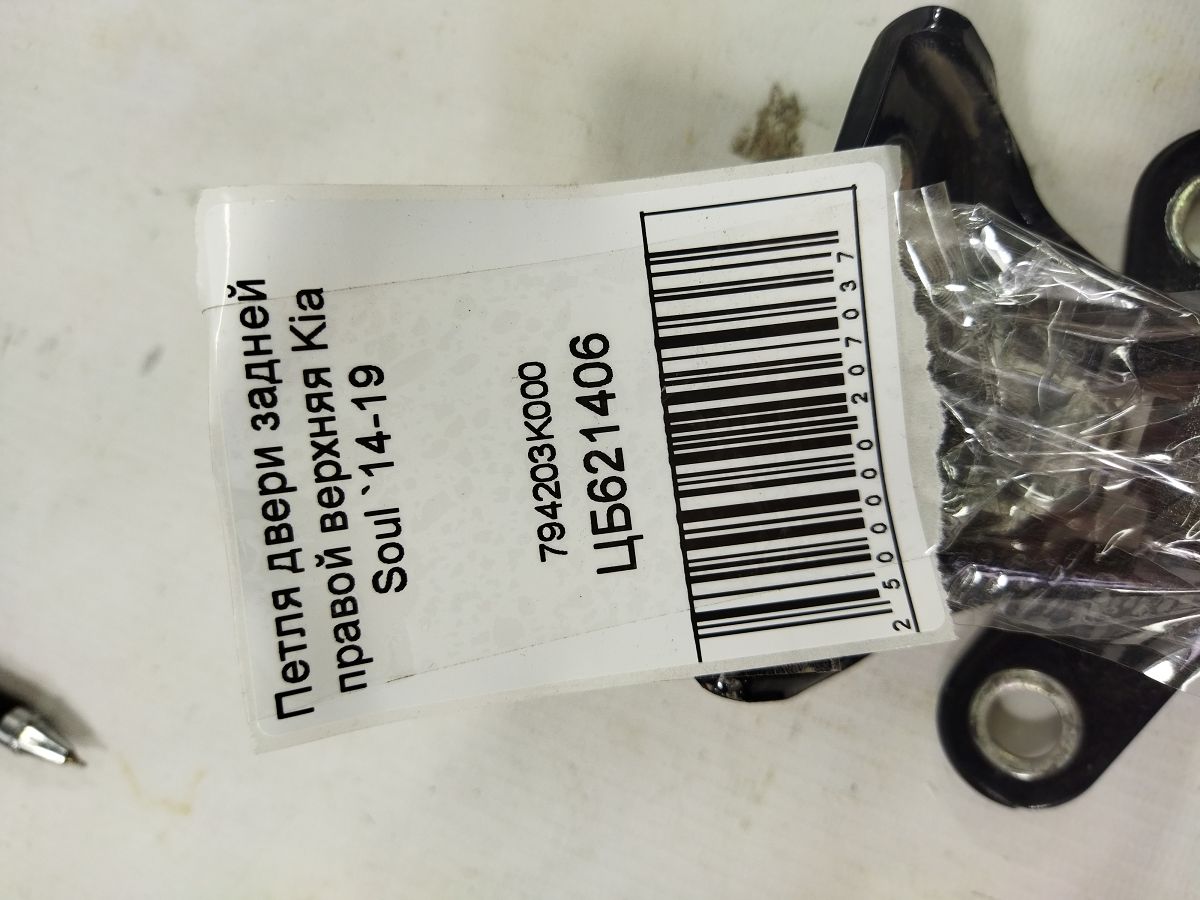 Петля двери задней
правой верхняя Kia
Soul `14-19
794203K000
ЦБ621406
2500000207037